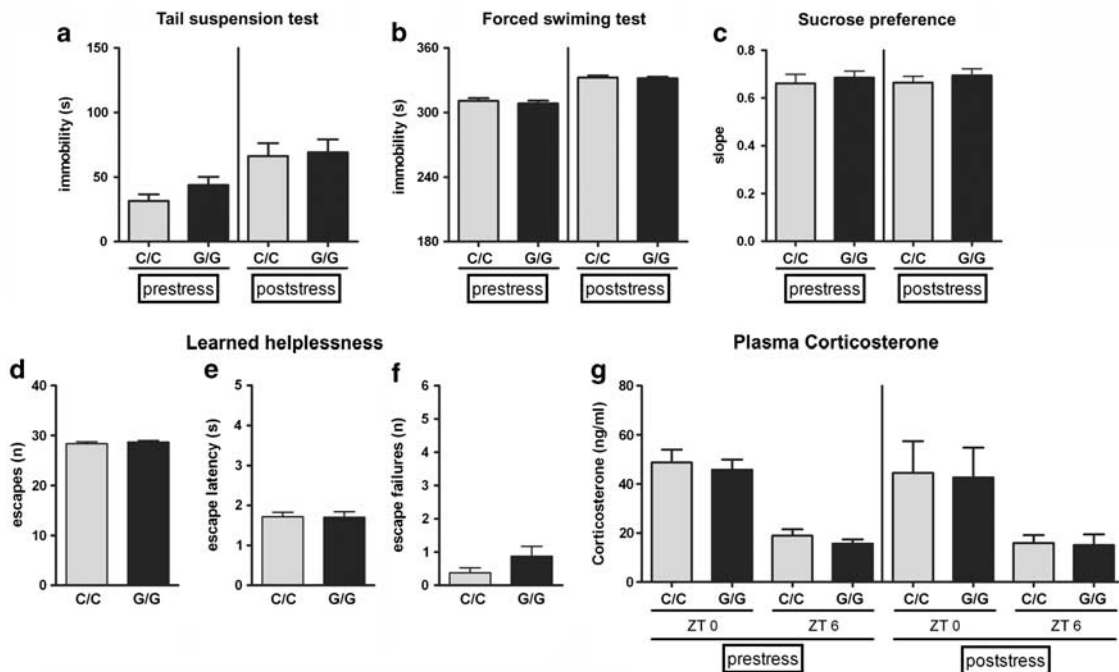 Tail suspension test
Forced swiming test
Sucrose preference
a
b
c
150
100
50
0
immobility (s)
C/C G/G C/C G/G
prestress poststress
360
300
240
180
immobility (s)
C/C G/G C/C G/G
prestress poststress
0.8
0.6
0.4
0.2
0.0
slope
C/C G/G C/C G/G
prestress poststress
Learned helplessness
Plasma Corticosterone
d
e
f
g
40
30
20
10
0
escapes (n)
C/C G/G
5
4
3
2
1
0
escape latency (s)
C/C G/G
6
5
4
3
2
1
0
escape failures (n)
C/C G/G
80
60
40
20
0
Corticosterone (ng/ml)
C/C G/G C/C G/G C/C G/G C/C G/G
ZT 0 ZT 6 ZT 0 ZT 6
prestress poststress